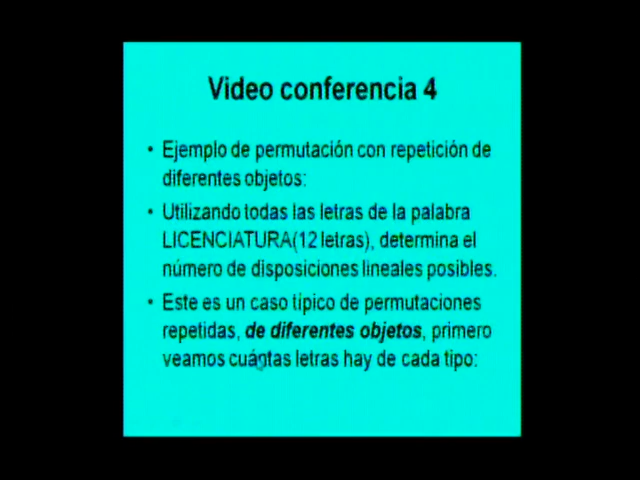 Video conferencia 4
• Ejemplo de permutación con repetición de
diferentes objetos:
• Utilizando todas las letras de la palabra
LICENCIATURA(12 letras), determina el
número de disposiciones lineales posibles.
• Este es un caso típico de permutaciones
repetidas, de diferentes objetos, primero
veamos cuántas letras hay de cada tipo: